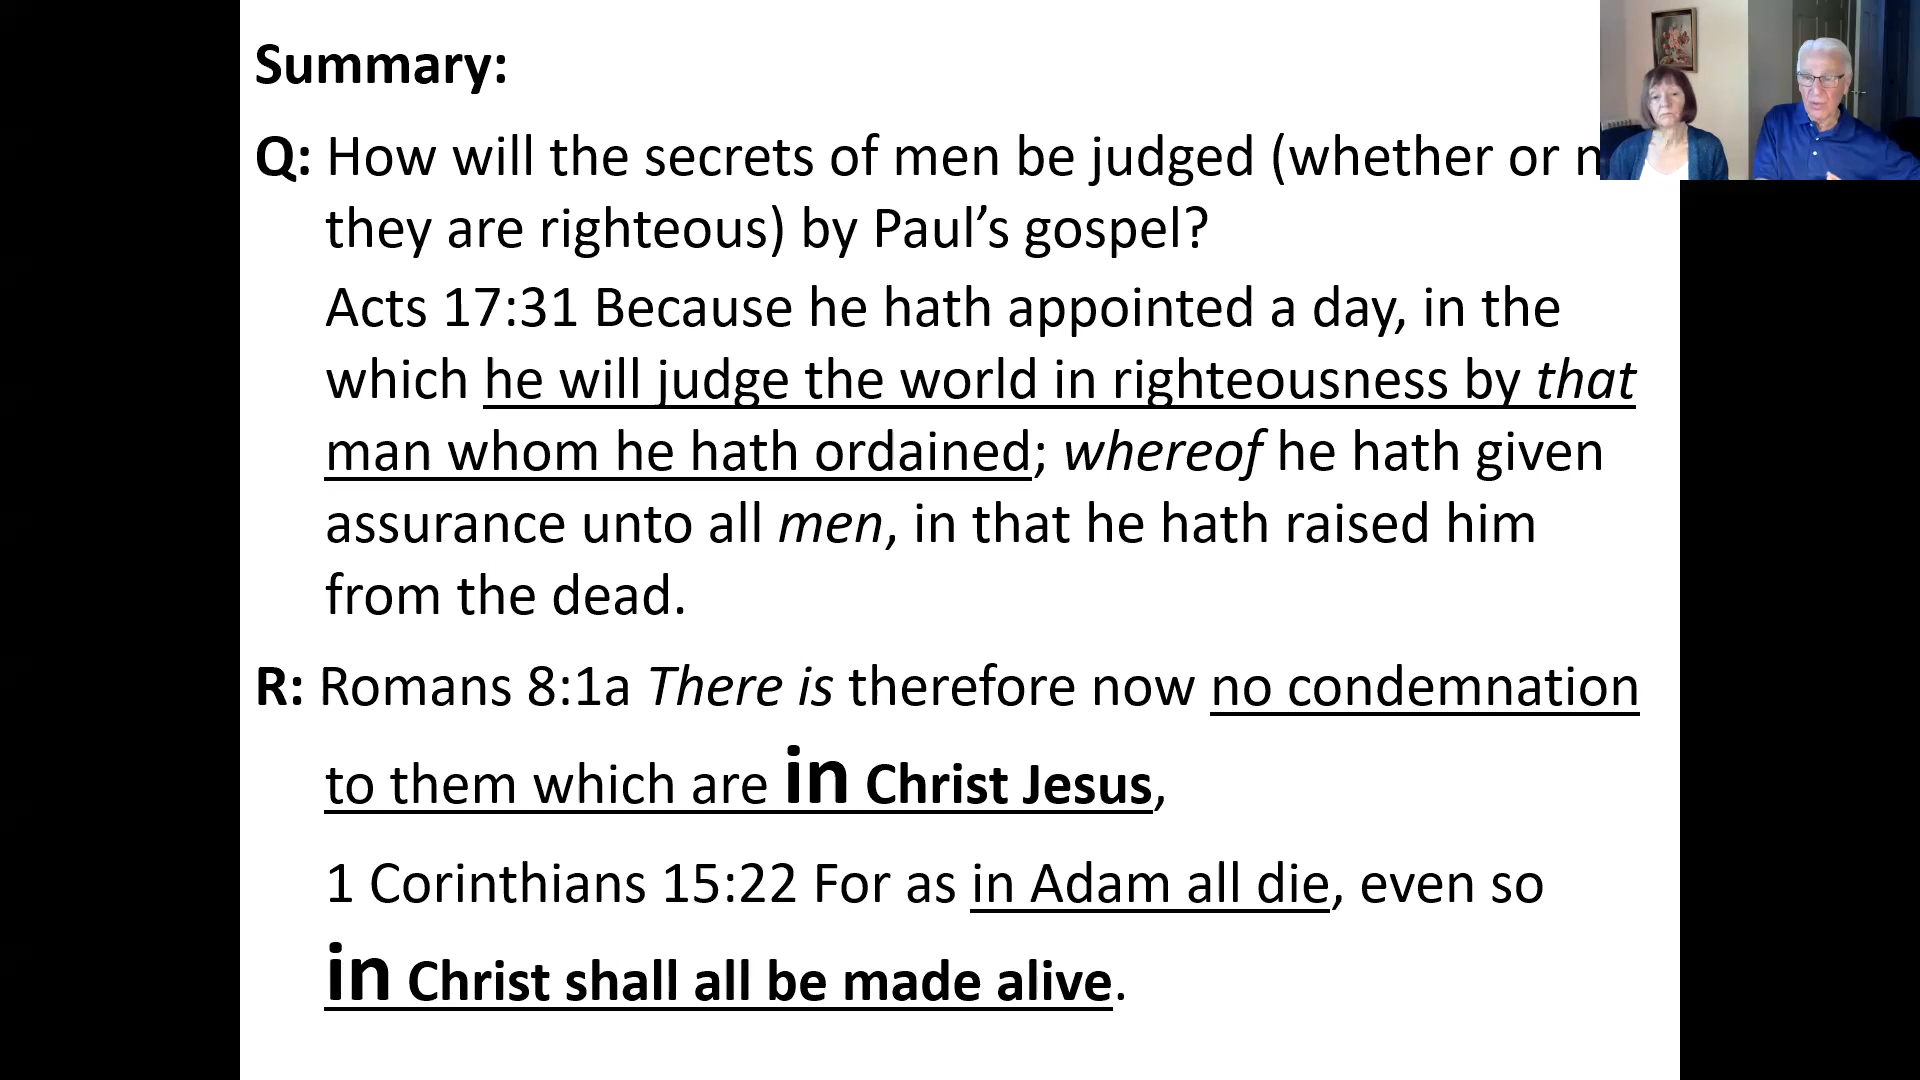 Summary:
Q: How will the secrets of men be judged (whether or
they are righteous) by Paul’s gospel?
Acts 17:31 Because he hath appointed a day, in the
which he will judge the world in righteousness by that
man whom he hath ordained; whereof he hath given
assurance unto all men, in that he hath raised him
from the dead.
R: Romans 8:1a There is therefore now no condemnation
to them which are in Christ Jesus,
1 Corinthians 15:22 For as in Adam all die, even so
in Christ shall all be made alive.